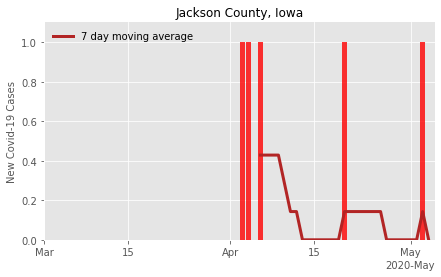 Jackson County, Iowa
7 day moving average
New Covid-19 Cases
1.0
0.8
0.6
0.4
0.2
0.0
Mar 15 Apr 15 May
2020-May